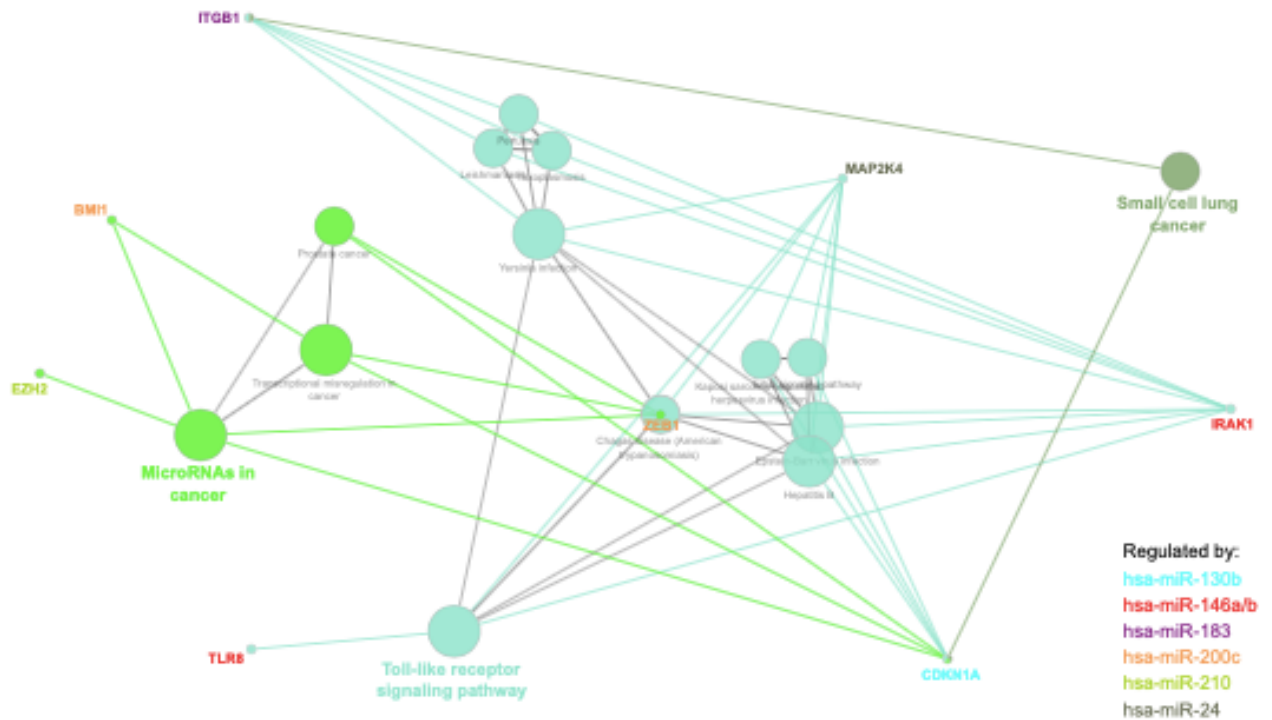 ITGB1
MAP2K4
Small cell lung
cancer
BMI1
Prostate cancer
Yersinia infection
Transcriptional misregulation in
cancer
EZH2
herpesvirus infection
ZEB1
IRAK1
Chagas disease (American
trypanosomiasis)
MicroRNAs in
cancer
Hepatitis B
Regulated by:
hsa-miR-130b
hsa-miR-146a/b
hsa-miR-183
hsa-miR-200c
hsa-miR-210
hsa-miR-24
TLR8
Toll-like receptor
signaling pathway
CDKN1A